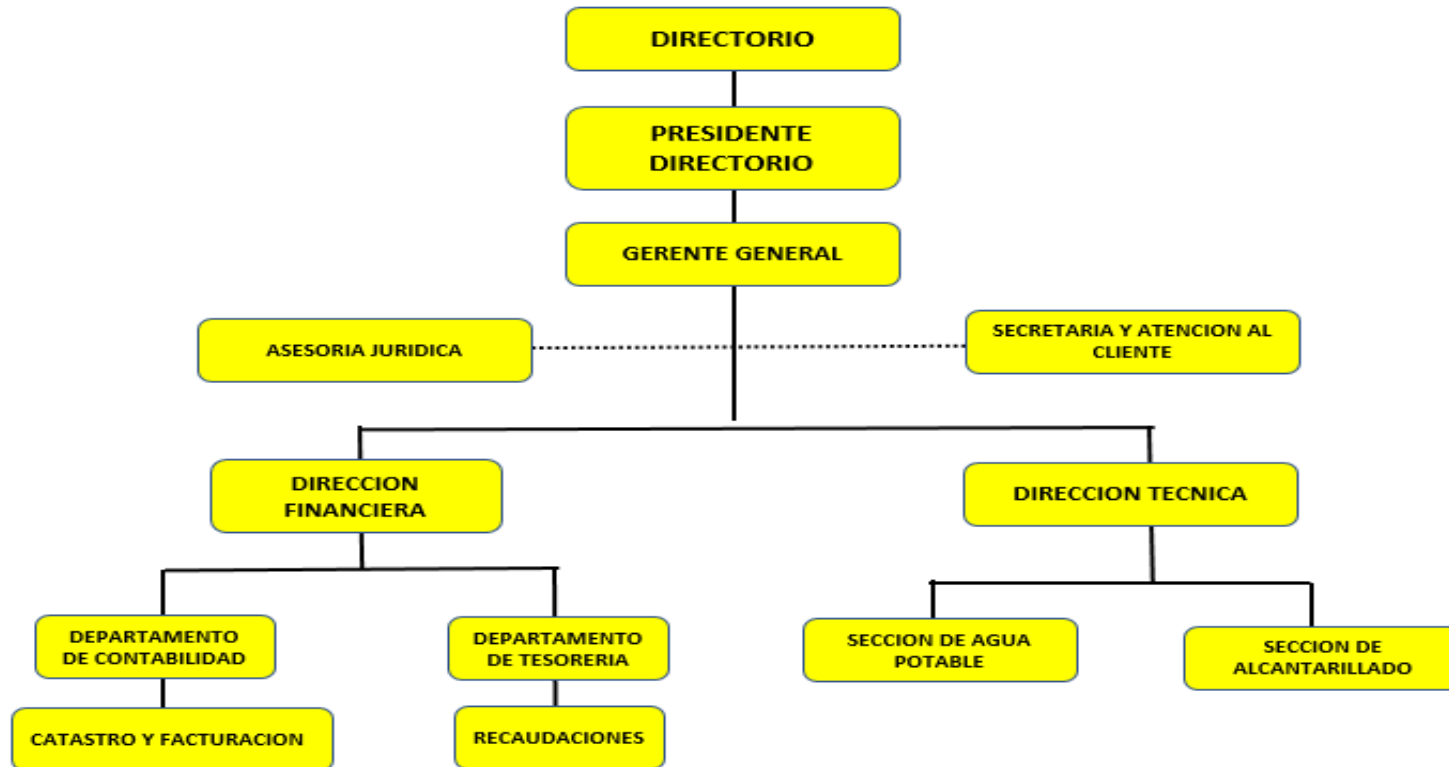 DIRECTORIO
PRESIDENTE
DIRECTORIO
GERENTE GENERAL
ASESORIA JURIDICA
SECRETARIA Y ATENCION AL
CLIENTE
DIRECCION
FINANCIERA
DIRECCION TECNICA
DEPARTAMENTO
DE CONTABILIDAD
DEPARTAMENTO
DE TESORERIA
SECCION DE AGUA
POTABLE
SECCION DE
ALCANTARILLADO
CATASTRO Y FACTURACION
RECAUDACIONES